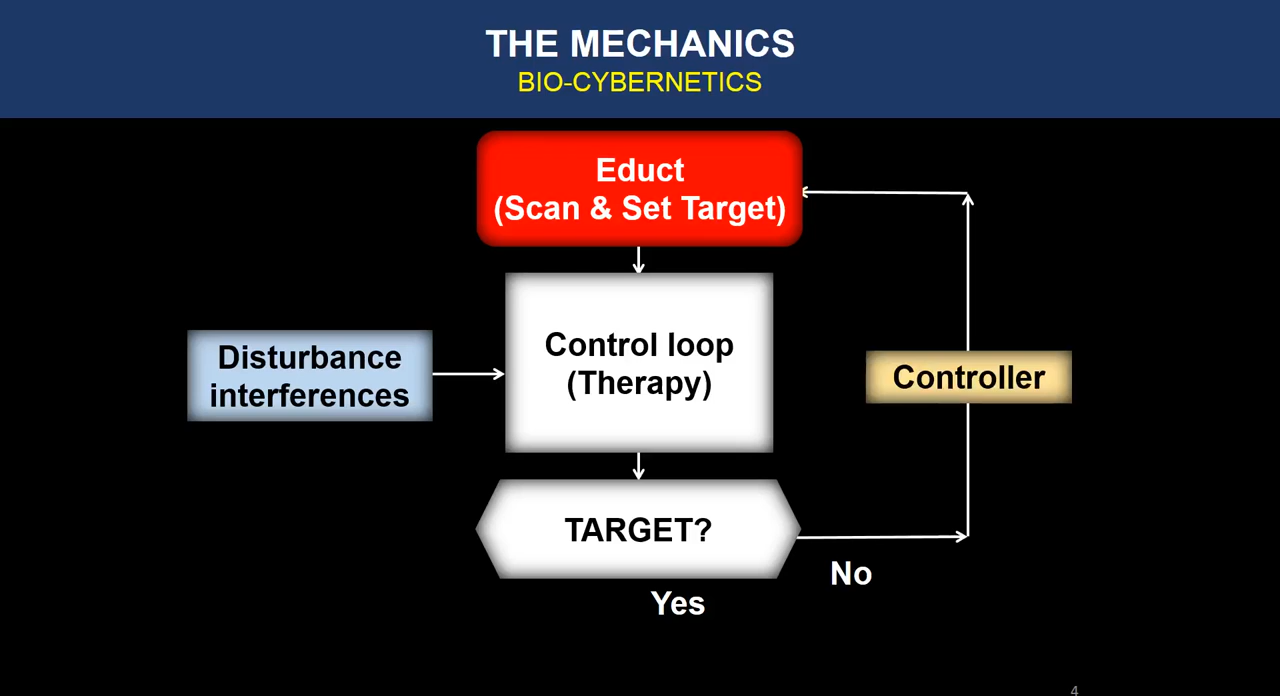 THE MECHANICS
BIO-CYBERNETICS
Educt
(Scan & Set Target)
Control loop
(Therapy)
Disturbance
interferences
Controller
TARGET?
No
Yes
4